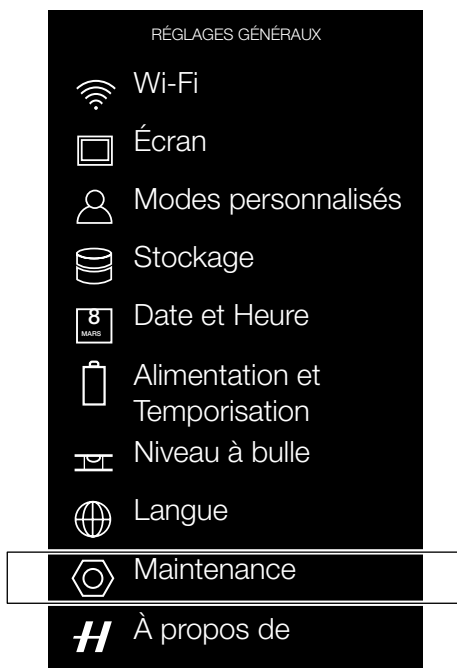 RÉGLAGES GÉNÉRAUX
Wi-Fi
Écran
Modes personnalisés
Stockage
8
MARS
Date et Heure
Alimentation et
Temporisation
Niveau à bulle
Langue
Maintenance
H À propos de